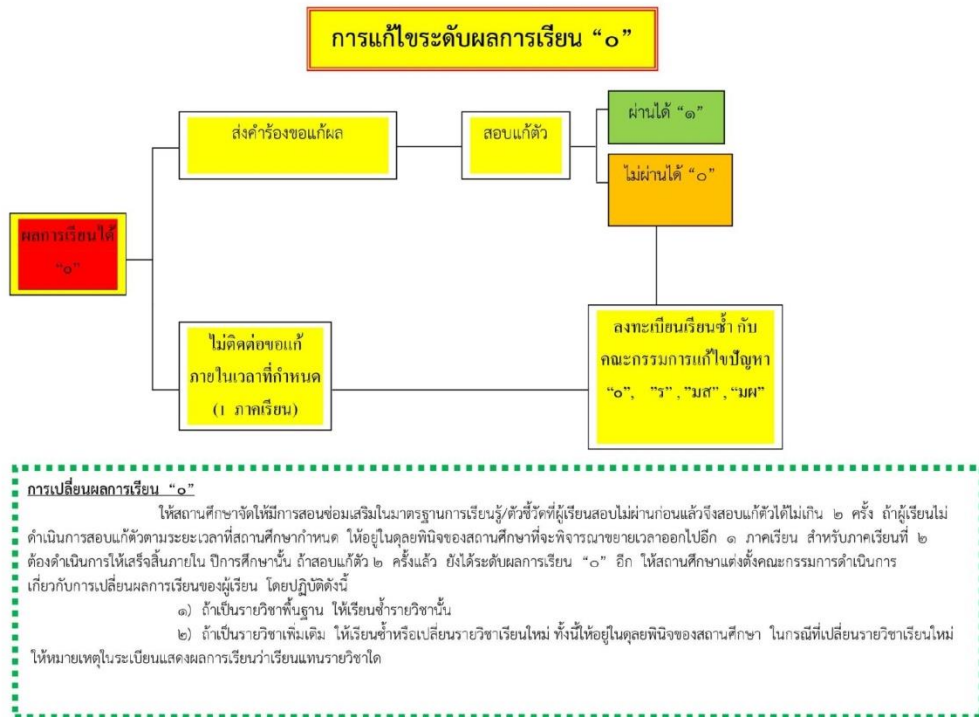 การแก้ไขระดับผลการเรียน “๐”
ส่งคำร้องขอแก้ผล
สอบแก้ตัว
ผ่านได้ “๑”
ไม่ผ่านได้ “๐”
ผลการเรียนได้
“๐”
ไม่ติดต่อขอแก้
ภายในเวลาที่กำหนด
(1 ภาคเรียน)
ลงทะเบียนเรียนซ้ำ กับ
คณะกรรมการแก้ไขปัญหา
“๐”, "ร" ,"มส" ,“มผ”
การเปลี่ยนผลการเรียน “๐”
ให้สถานศึกษาจัดให้มีการสอนซ่อมเสริมในมาตรฐานการเรียนรู้/ตัวชี้วัดที่ผู้เรียนสอบไม่ผ่านก่อนแล้วจึงสอบแก้ตัวได้ไม่เกิน ๒ ครั้ง ถ้าผู้เรียนไม่
ดำเนินการสอบแก้ตัวตามระยะเวลาที่สถานศึกษากำหนด ให้อยู่ในดุลยพินิจของสถานศึกษาที่จะพิจารณาขยายเวลาออกไปอีก ๑ ภาคเรียน สำหรับภาคเรียนที่ ๒
ต้องดำเนินการให้เสร็จสิ้นภายใน ปีการศึกษานั้น ถ้าสอบแก้ตัว ๒ ครั้งแล้ว ยังได้ระดับผลการเรียน “๐” อีก ให้สถานศึกษาแต่งตั้งคณะกรรมการดำเนินการ
เกี่ยวกับการเปลี่ยนผลการเรียนของผู้เรียน โดยปฏิบัติดังนี้
๑) ถ้าเป็นรายวิชาพื้นฐาน ให้เรียนซ้ำรายวิชานั้น
๒) ถ้าเป็นรายวิชาเพิ่มเติม ให้เรียนซ้ำหรือเปลี่ยนรายวิชาเรียนใหม่ ทั้งนี้ให้อยู่ในดุลยพินิจของสถานศึกษา ในกรณีที่เปลี่ยนรายวิชาเรียนใหม่
ให้หมายเหตุในระเบียนแสดงผลการเรียนว่าเรียนแทนรายวิชาใด